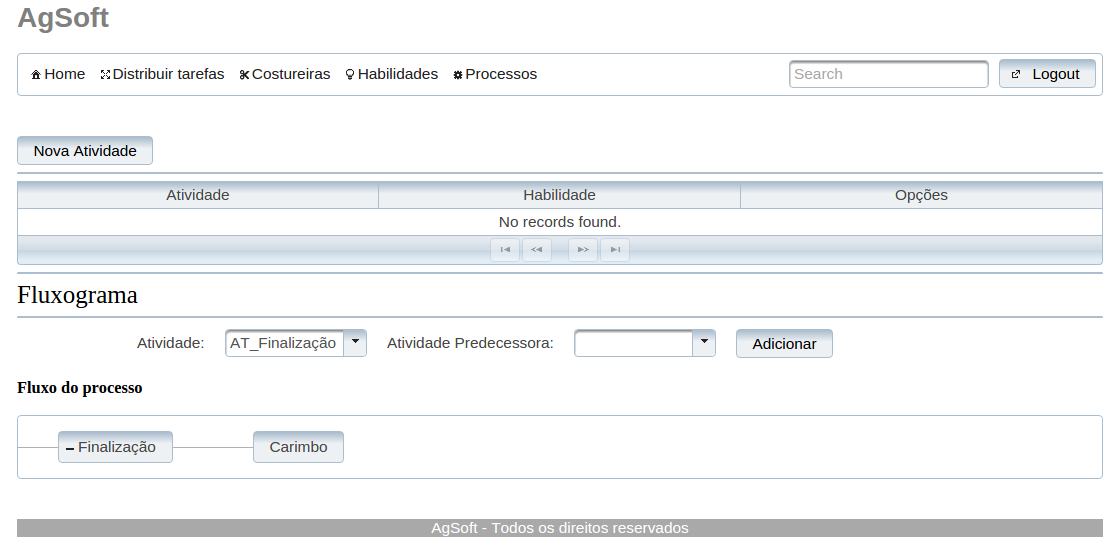 AgSoft
Home Distribuir tarefas Costureiras Habilidades Processos Search Logout
Nova Atividade
Atividade Habilidade Opções
No records found.
Fluxograma
Atividade: AT_Finalização Atividade Predecessora: Adicionar
Fluxo do processo
Finalização Carimbo
AgSoft - Todos os direitos reservados